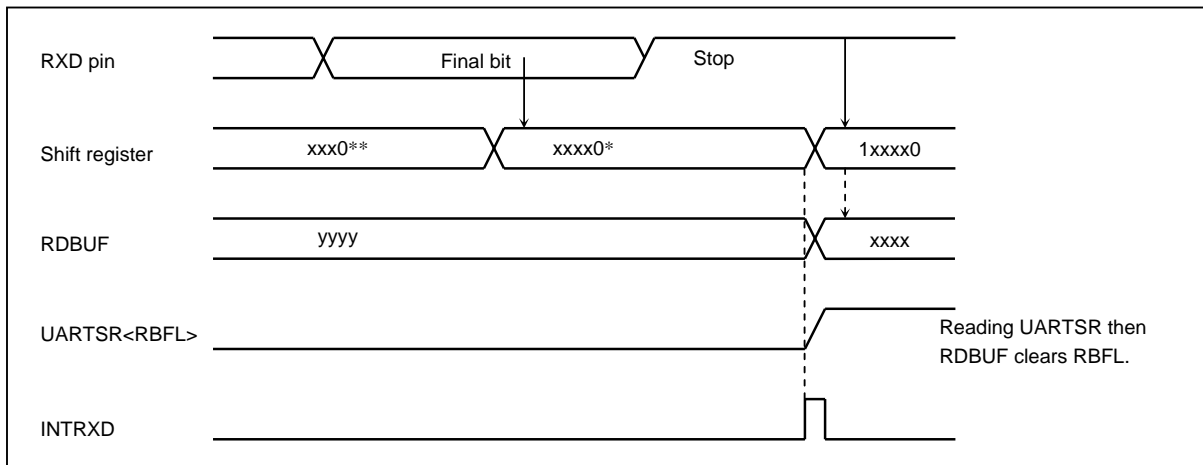 RXD pin
Final bit
Stop
Shift register
xxx0**
xxxx0*
1xxxx0
RDBUF
yyyy
xxxx
UARTSR<RBFL>
Reading UARTSR then
RDBUF clears RBFL.
INTRXD